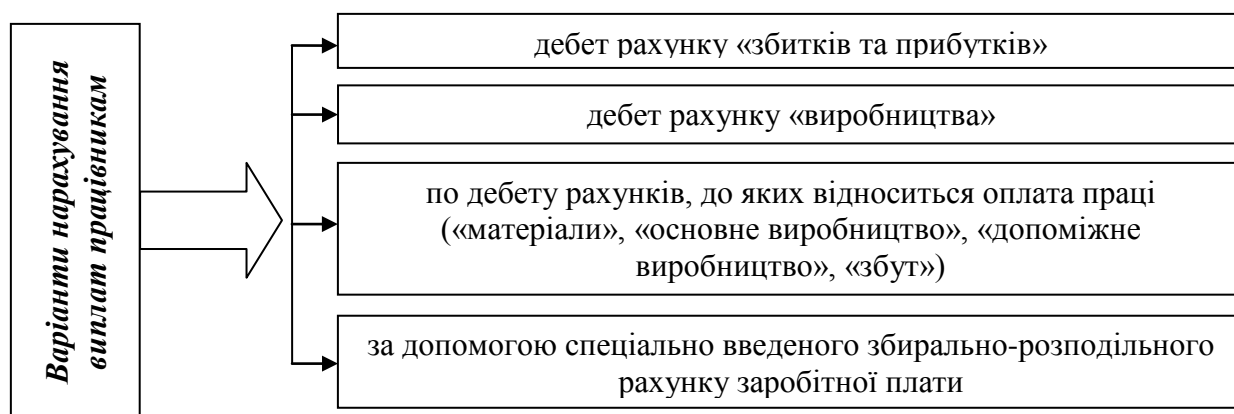 Варіанти нарахування
виплат працівникам
дебет рахунку «збитків та прибутків»
дебет рахунку «виробництва»
по дебету рахунків, до яких відноситься оплата праці
(«матеріали», «основне виробництво», «допоміжне
виробництво», «збут»)
за допомогою спеціально введеного збирально-розподільного
рахунку заробітної плати